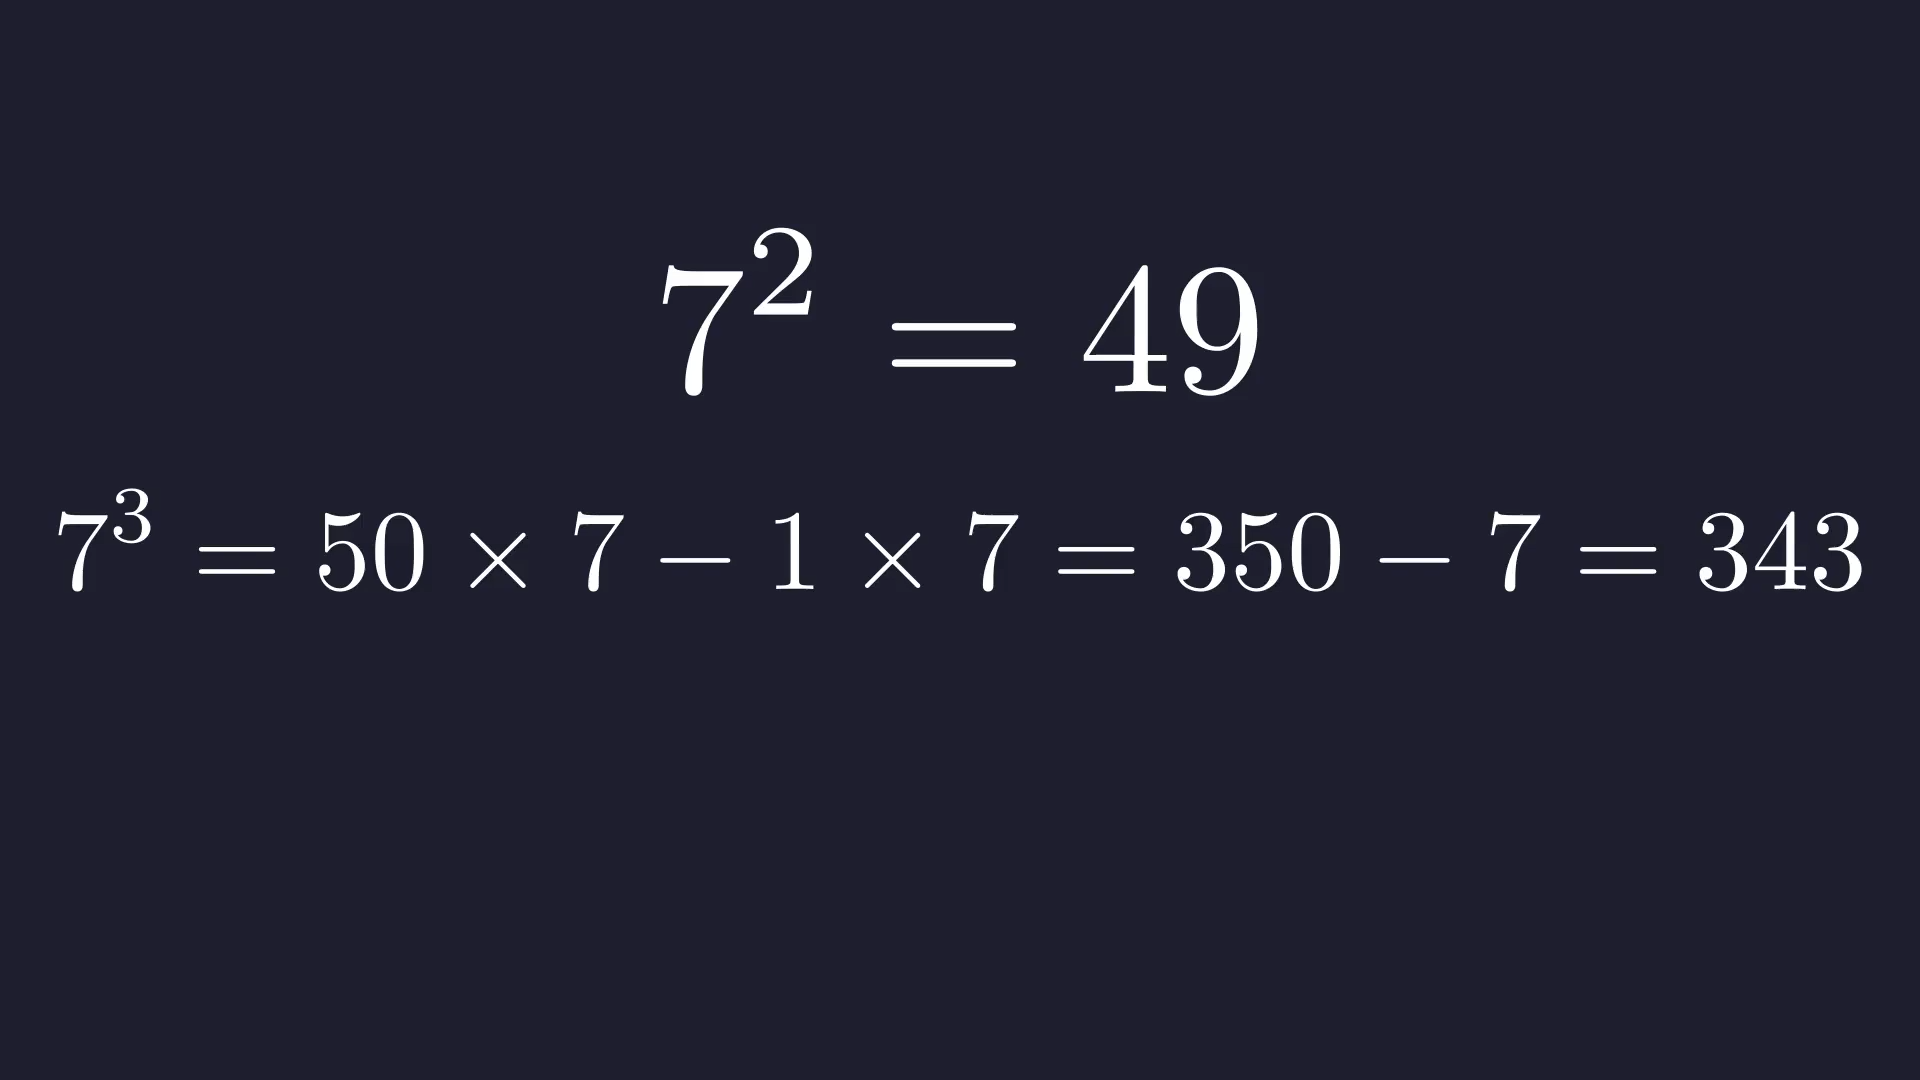 7² = 49
7³ = 50 × 7 − 1 × 7 = 350 − 7 = 343